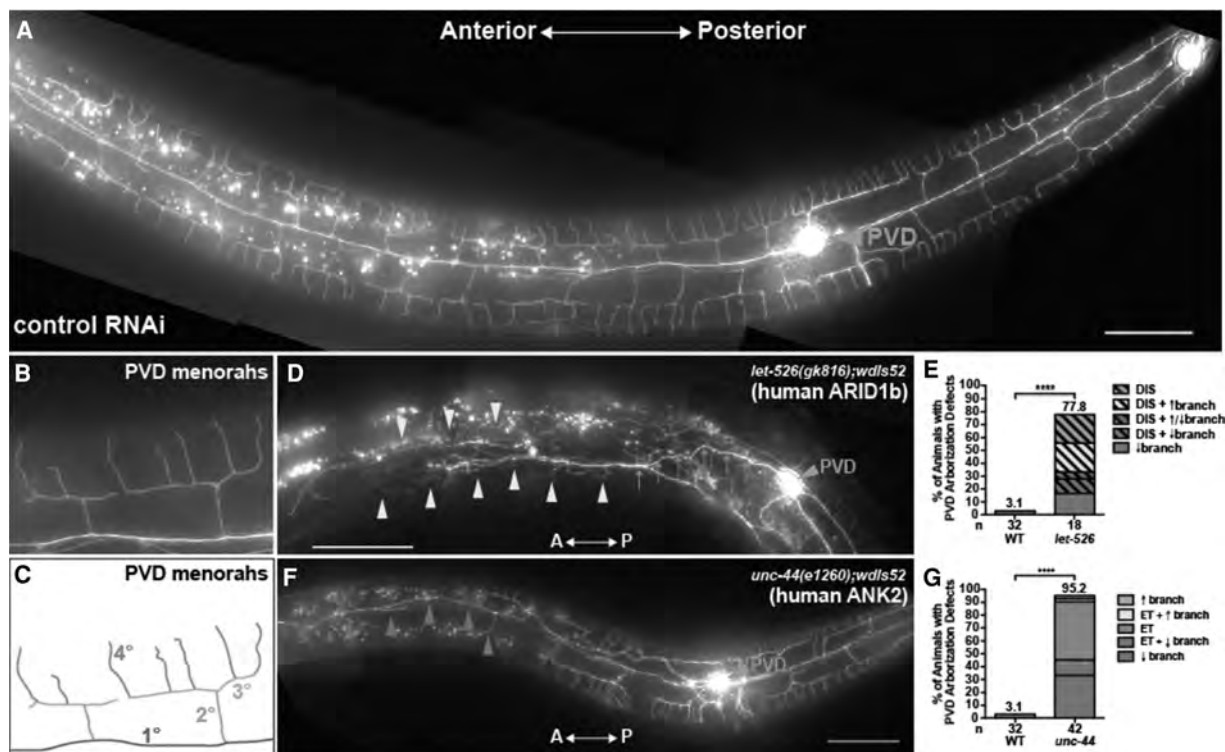 A
Anterior Posterior
PVD
control RNAi
B
PVD menorahs
C
PVD menorahs
4°
3°
2°
1°
D
let-526(gk816);wdIs52
(human ARID1b)
PVD
A P
F
unc-44(e1260);wdIs52
(human ANK2)
PVD
A P
E
% of Animals with
PVD Arborization Defects
100
90
80
70
60
50
40
30
20
10
0
****
77.8
3.1
n 32 18
WT let-526
DIS
DIS + ↑branch
DIS + ↑/↓branch
DIS + ↓branch
↓branch
G
% of Animals with
PVD Arborization Defects
100
90
80
70
60
50
40
30
20
10
0
****
95.2
3.1
n 32 42
WT unc-44
↑ branch
ET + ↑ branch
ET
ET + ↓ branch
↓ branch